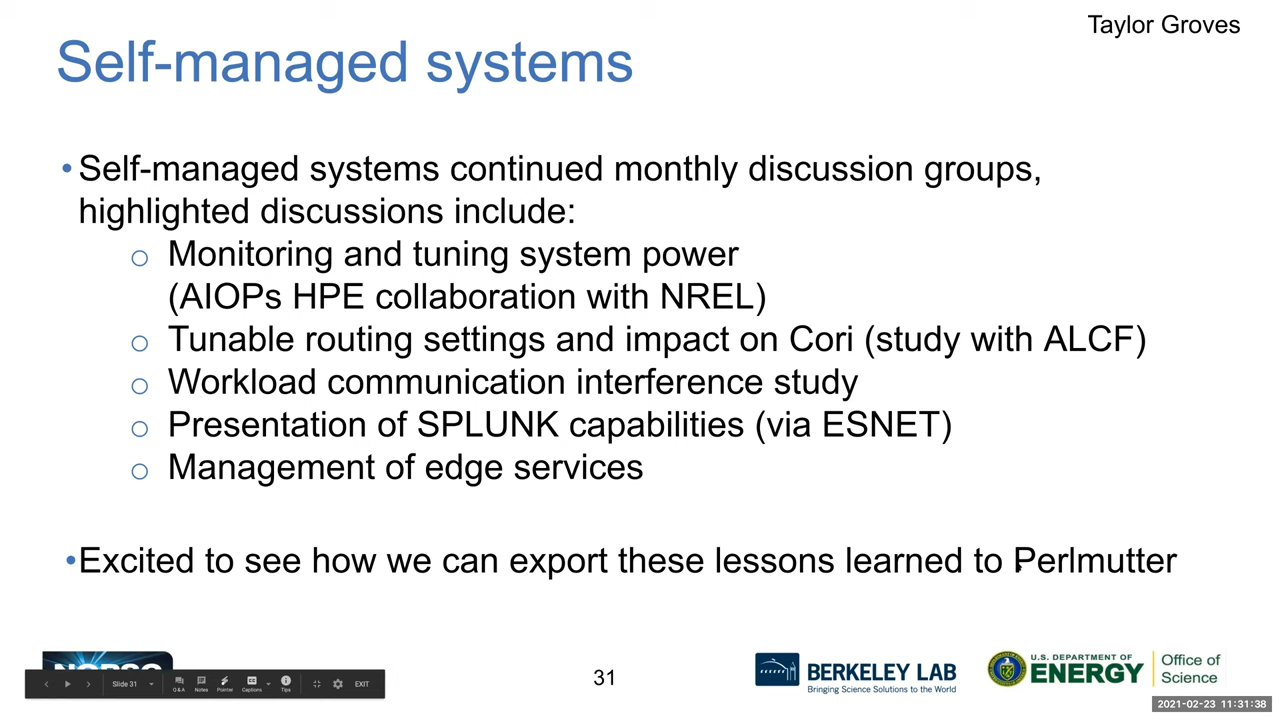 Taylor Groves
Self-managed systems
• Self-managed systems continued monthly discussion groups,
highlighted discussions include:
o Monitoring and tuning system power
(AIOPs HPE collaboration with NREL)
o Tunable routing settings and impact on Cori (study with ALCF)
o Workload communication interference study
o Presentation of SPLUNK capabilities (via ESNET)
o Management of edge services
•Excited to see how we can export these lessons learned to Perlmutter
Slide 31
Q&A Notes Pointer Captions Tips EXIT
31
BERKELEY LAB
Bringing Science Solutions to the World
U.S. DEPARTMENT OF
ENERGY
Office of
Science
2021-02-23 11:31:38